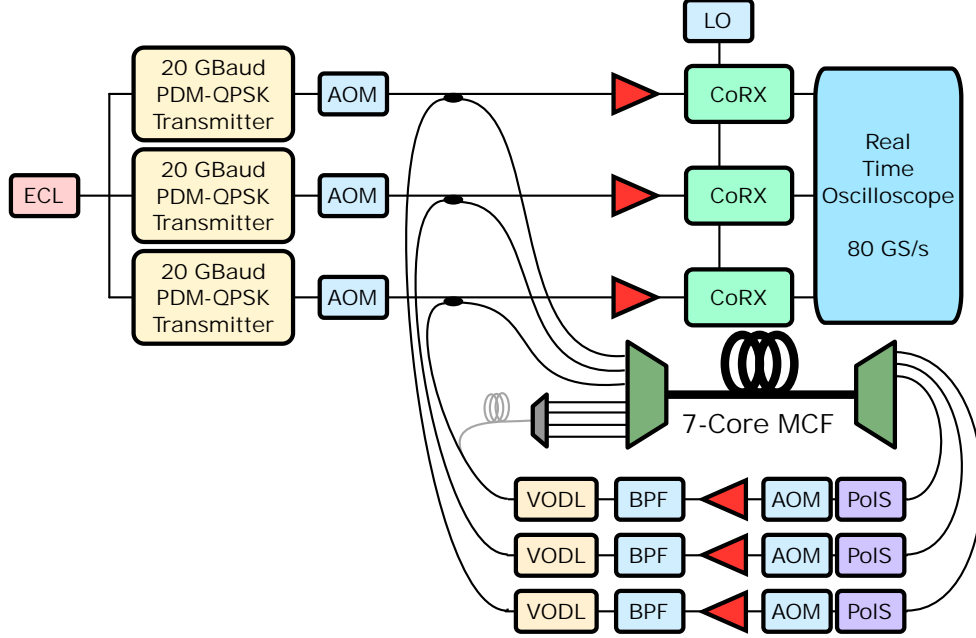 LO
20 GBaud
PDM-QPSK
Transmitter
AOM
CoRX
20 GBaud
PDM-QPSK
Transmitter
AOM
CoRX
20 GBaud
PDM-QPSK
Transmitter
AOM
CoRX
ECL
Real
Time
Oscilloscope
80 GS/s
7-Core MCF
VODL
BPF
AOM
PolS
VODL
BPF
AOM
PolS
VODL
BPF
AOM
PolS